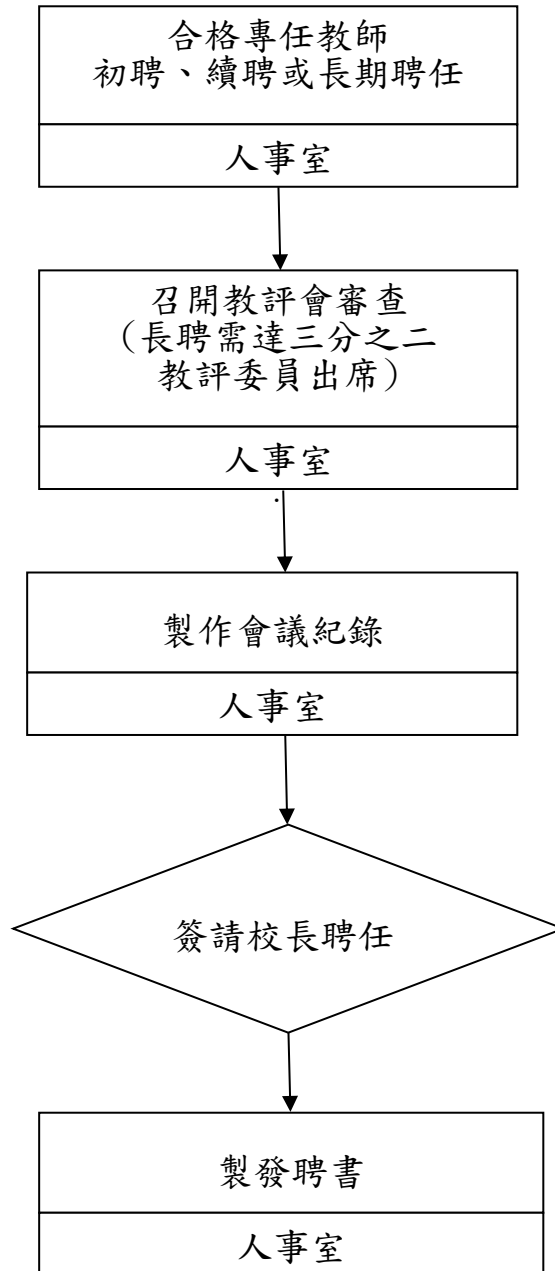 合格專任教師
初聘、續聘或長期聘任
人事室
召開教評會審查
（長聘需達三分之二
教評委員出席）
人事室
.
製作會議紀錄
人事室
簽請校長聘任
製發聘書
人事室